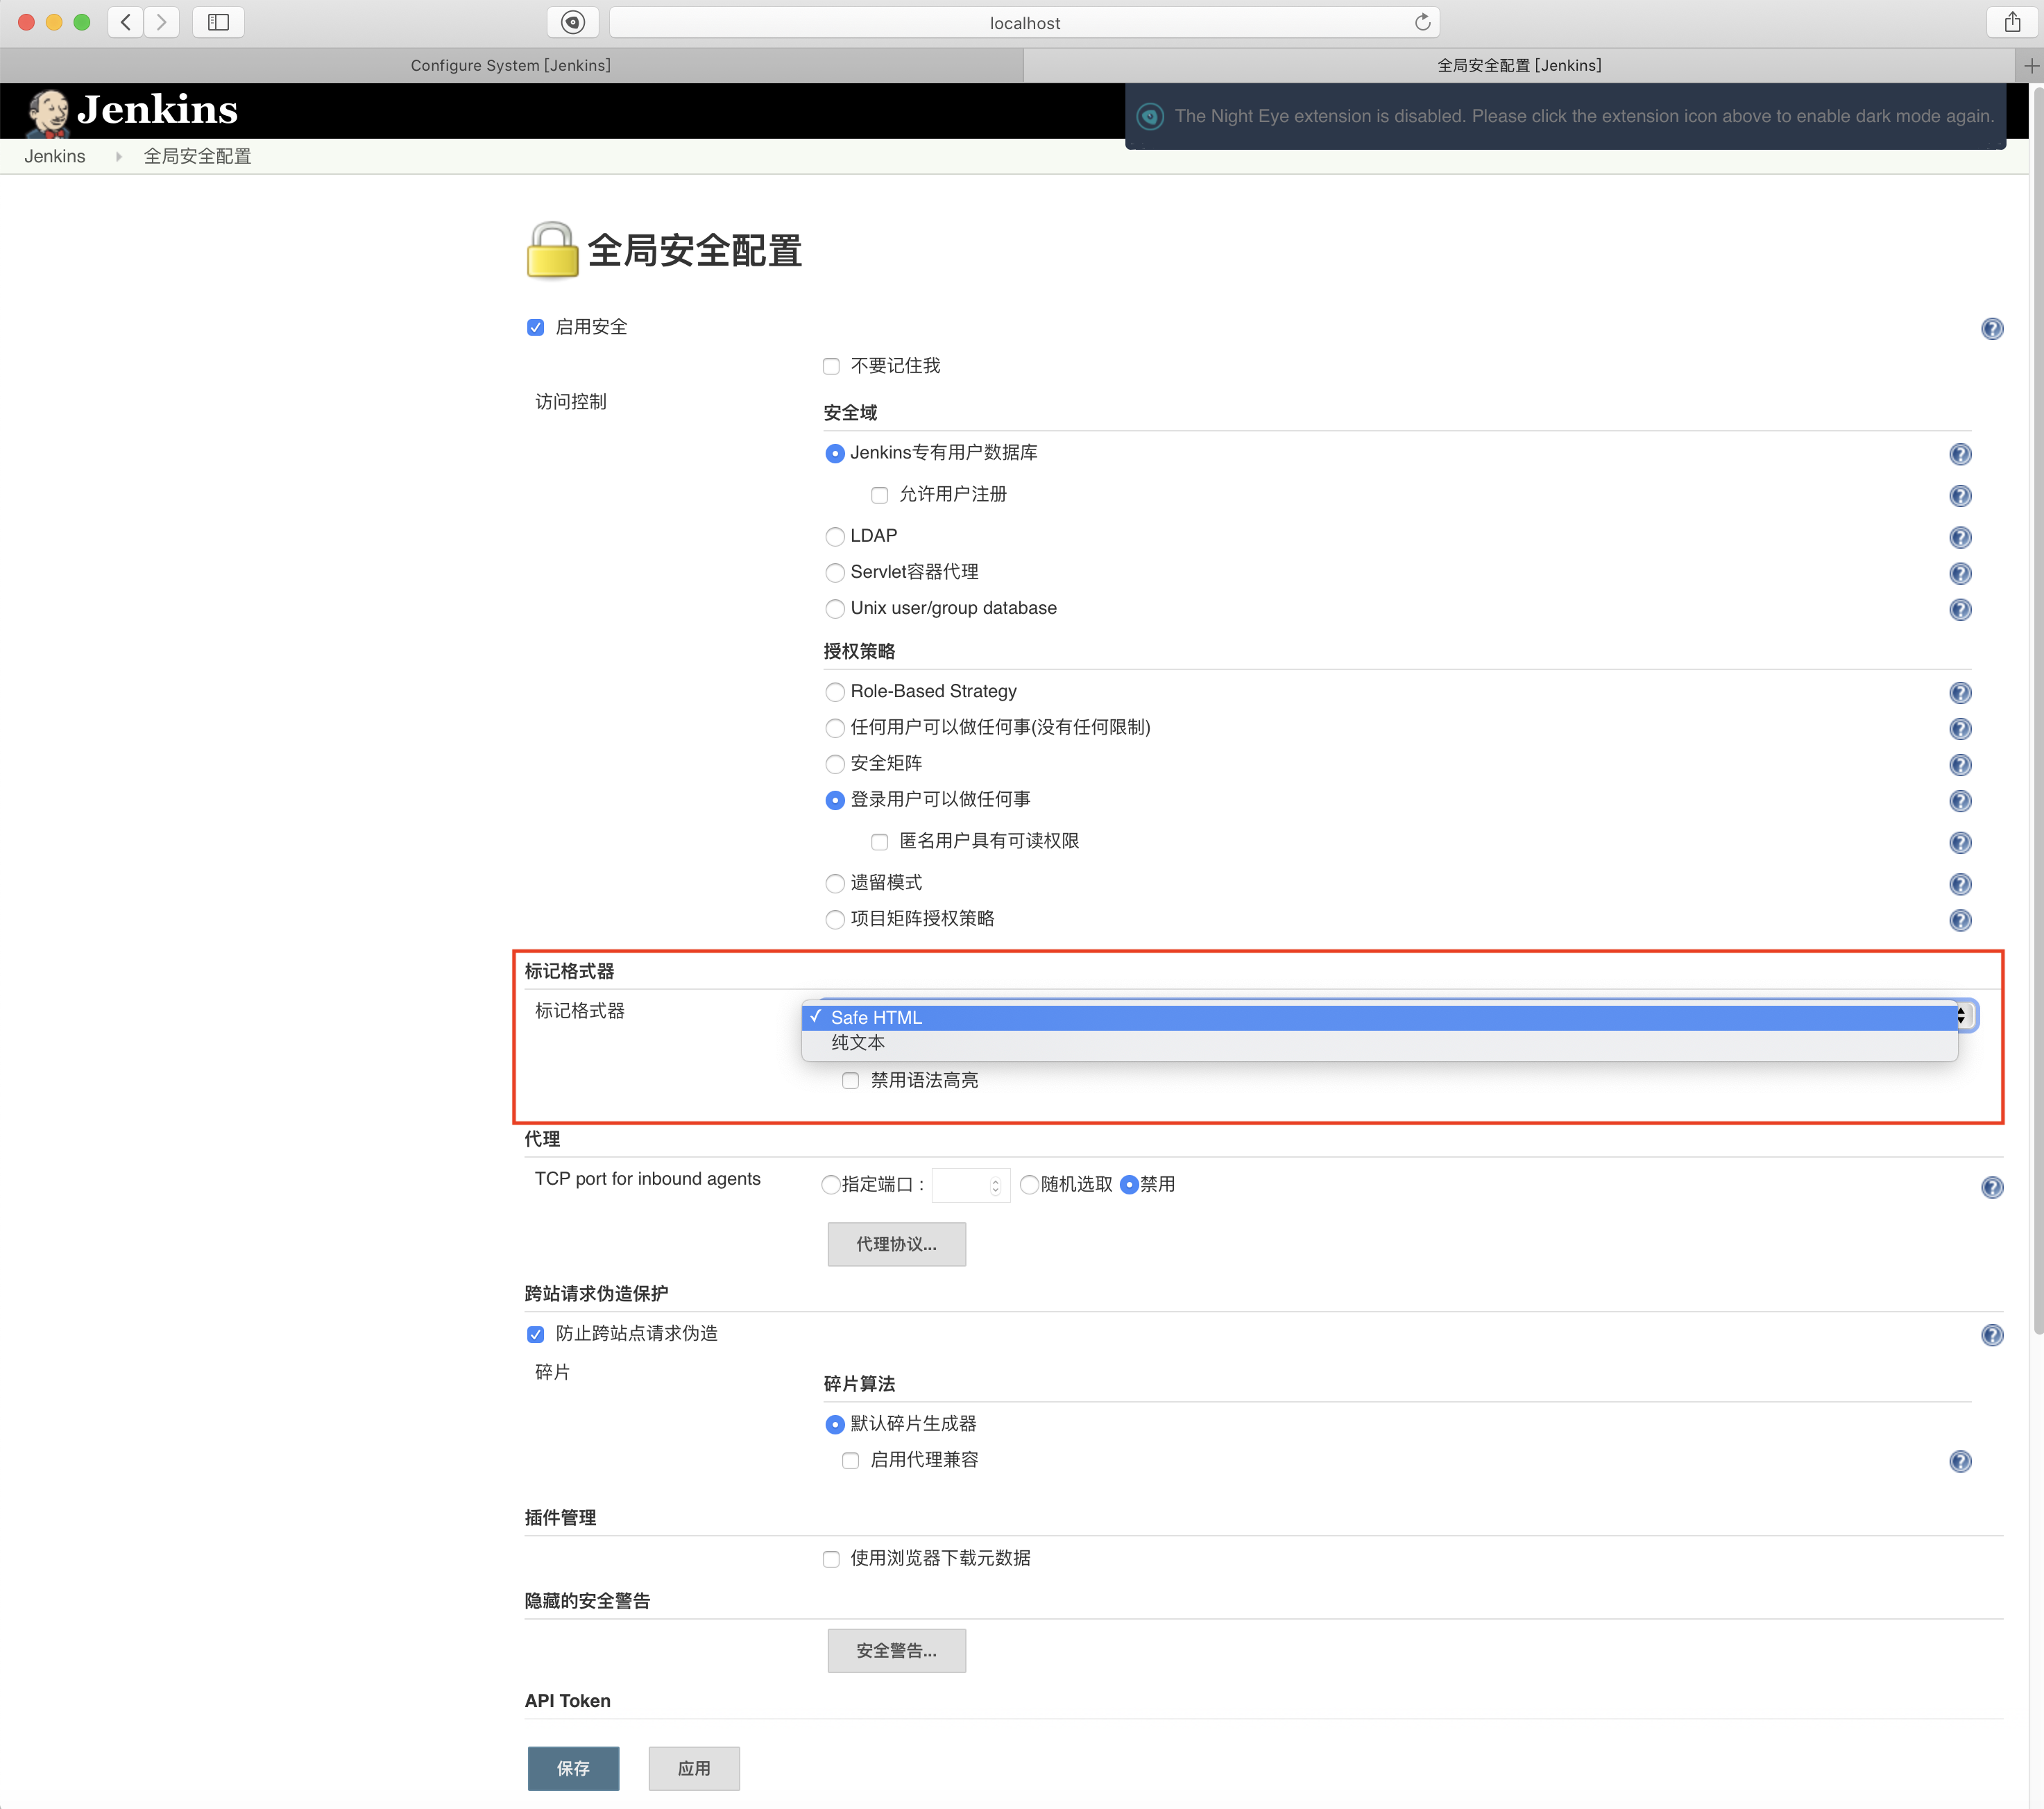 localhost
Configure System [Jenkins]
全局安全配置 [Jenkins]
Jenkins
The Night Eye extension is disabled. Please click the extension icon above to enable dark mode again.
Jenkins 全局安全配置
全局安全配置
启用安全
不要记住我
访问控制
安全域
Jenkins专有用户数据库
允许用户注册
LDAP
Servlet容器代理
Unix user/group database
授权策略
Role-Based Strategy
任何用户可以做任何事(没有任何限制)
安全矩阵
登录用户可以做任何事
匿名用户具有可读权限
遗留模式
项目矩阵授权策略
标记格式器
标记格式器
Safe HTML
纯文本
禁用语法高亮
代理
TCP port for inbound agents
指定端口 : 随机选取 禁用
代理协议...
跨站请求伪造保护
防止跨站点请求伪造
碎片
碎片算法
默认碎片生成器
启用代理兼容
插件管理
使用浏览器下载元数据
隐藏的安全警告
安全警告...
API Token
保存 应用